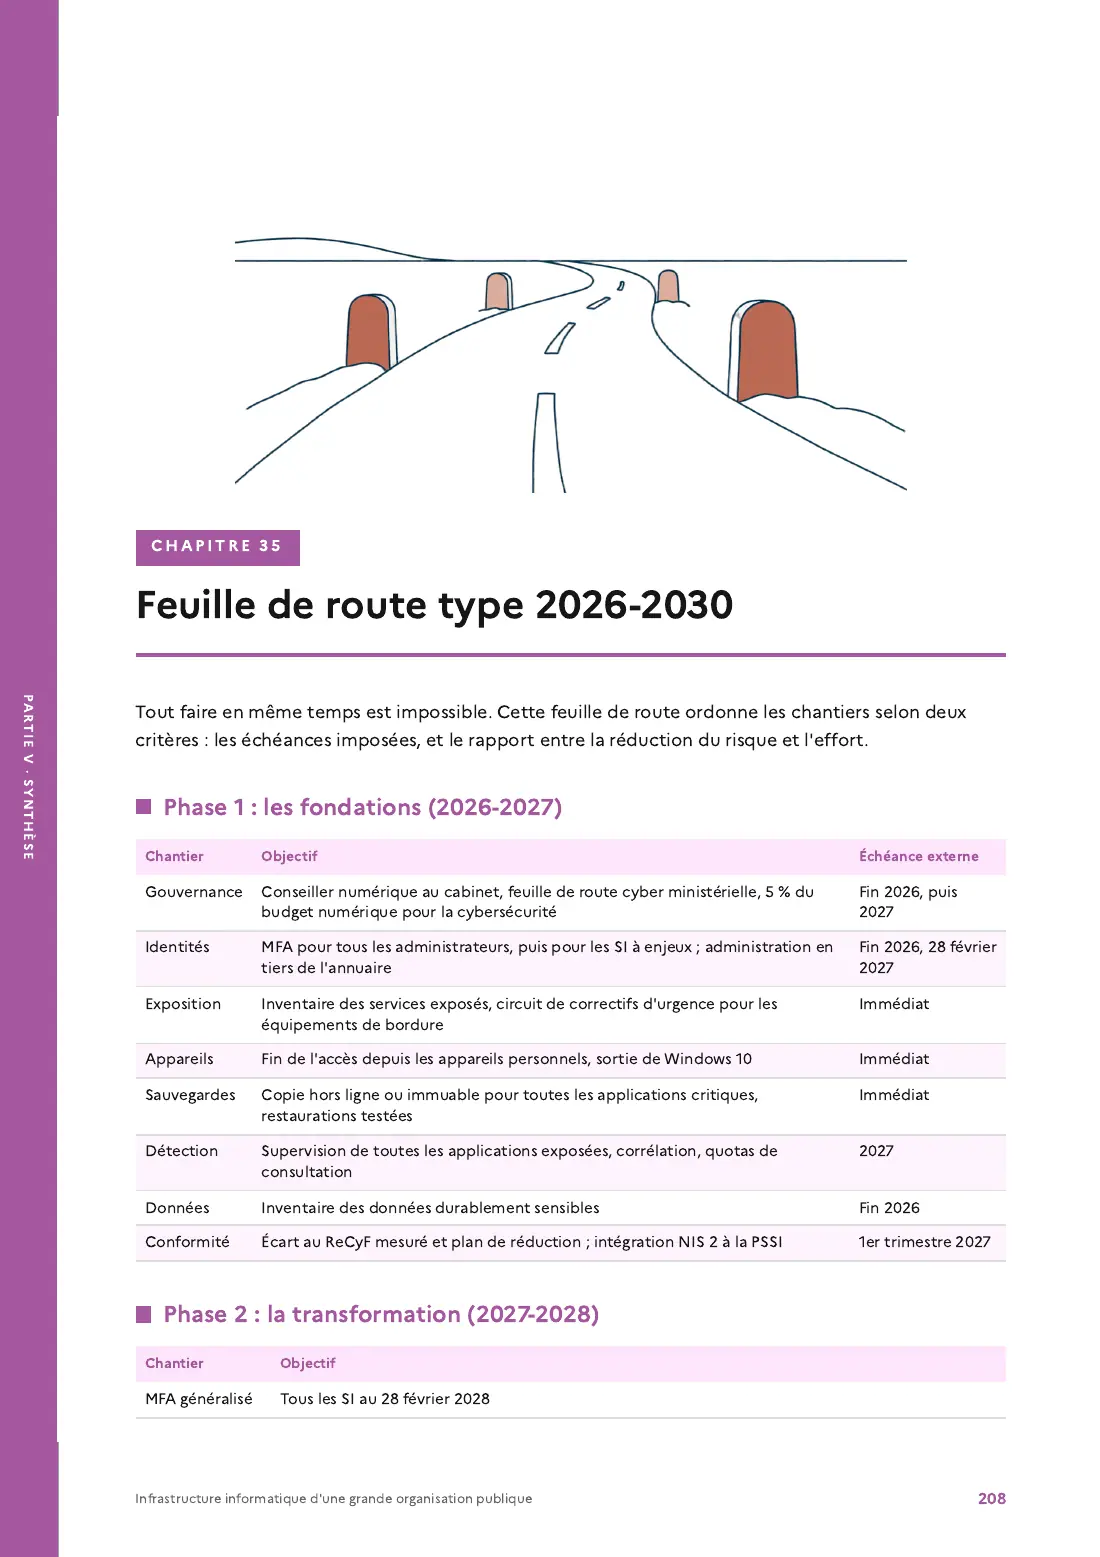 PARTIE V · SYNTHÈSE
CHAPITRE 35
Feuille de route type 2026-2030
Tout faire en même temps est impossible. Cette feuille de route ordonne les chantiers selon deux
critères : les échéances imposées, et le rapport entre la réduction du risque et l'effort.
Phase 1 : les fondations (2026-2027)
Chantier Objectif Échéance externe
Gouvernance Conseiller numérique au cabinet, feuille de route cyber ministérielle, 5 % du Fin 2026, puis
budget numérique pour la cybersécurité 2027
Identités MFA pour tous les administrateurs, puis pour les SI à enjeux ; administration en Fin 2026, 28 février
tiers de l'annuaire 2027
Exposition Inventaire des services exposés, circuit de correctifs d'urgence pour les Immédiat
équipements de bordure
Appareils Fin de l'accès depuis les appareils personnels, sortie de Windows 10 Immédiat
Sauvegardes Copie hors ligne ou immuable pour toutes les applications critiques, Immédiat
restaurations testées
Détection Supervision de toutes les applications exposées, corrélation, quotas de 2027
consultation
Données Inventaire des données durablement sensibles Fin 2026
Conformité Écart au ReCyF mesuré et plan de réduction ; intégration NIS 2 à la PSSI 1er trimestre 2027
Phase 2 : la transformation (2027-2028)
Chantier Objectif
MFA généralisé Tous les SI au 28 février 2028
Infrastructure informatique d'une grande organisation publique 208